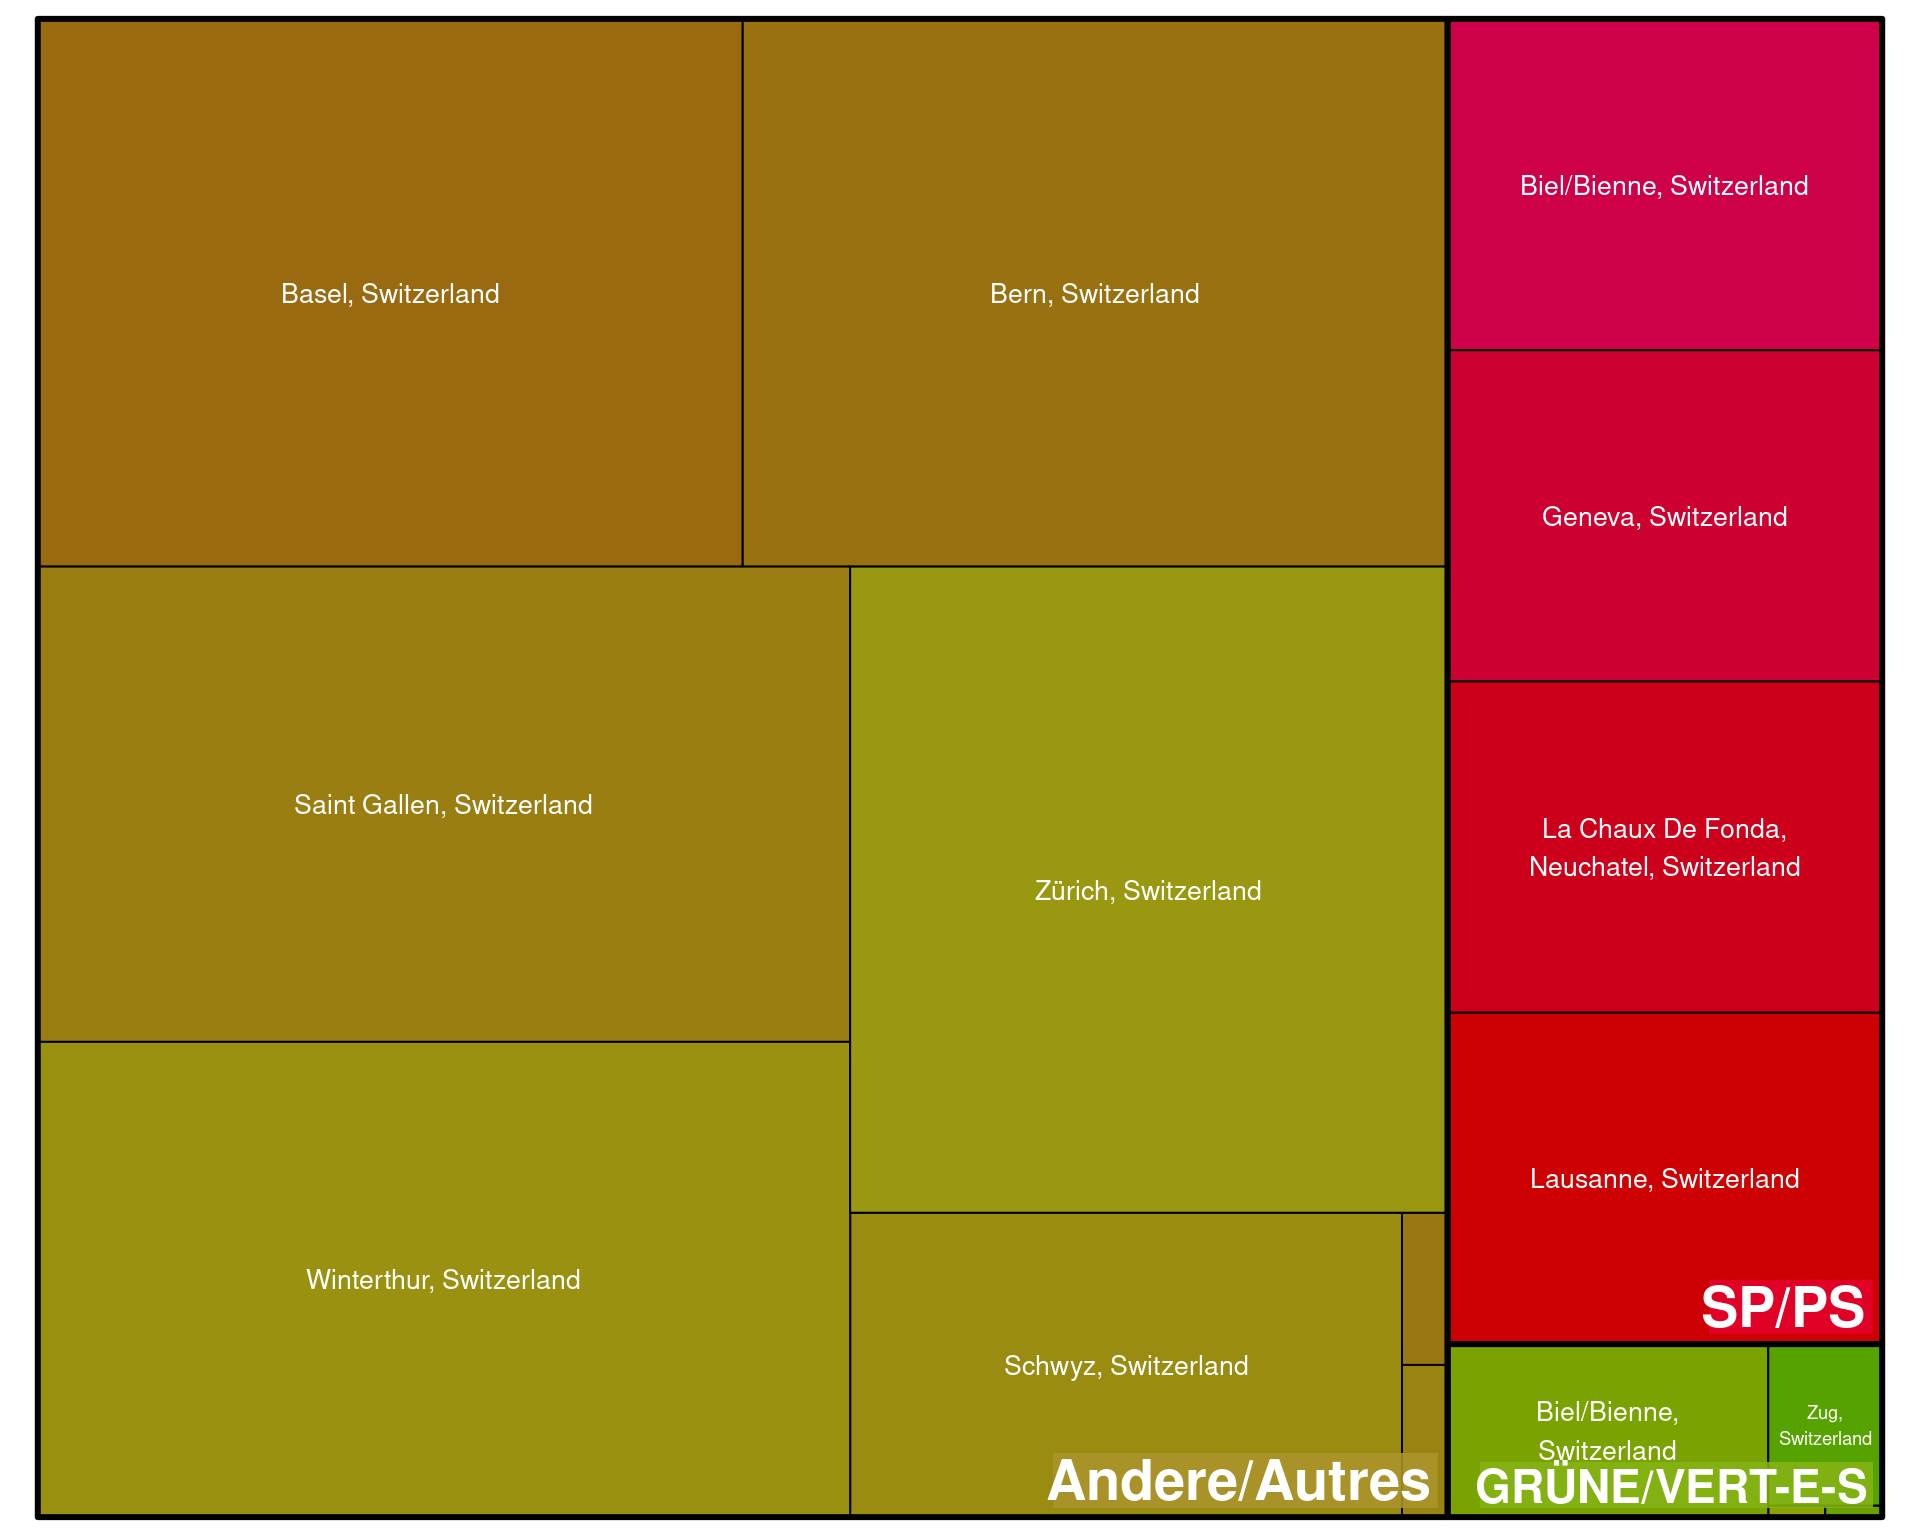 Basel, Switzerland
Bern, Switzerland
Biel/Bienne, Switzerland
Geneva, Switzerland
Saint Gallen, Switzerland
Zürich, Switzerland
La Chaux De Fonda,
Neuchatel, Switzerland
Lausanne, Switzerland
SP/PS
Winterthur, Switzerland
Schwyz, Switzerland
Andere/Autres
Biel/Bienne,
Switzerland
Zug,
Switzerland
GRÜNE/VERT-E-S